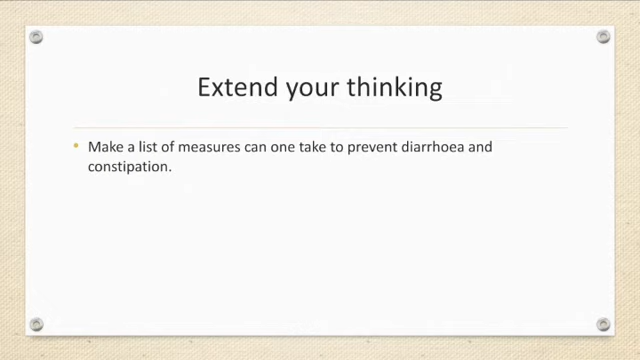 Extend your thinking
• Make a list of measures can one take to prevent diarrhoea and
constipation.